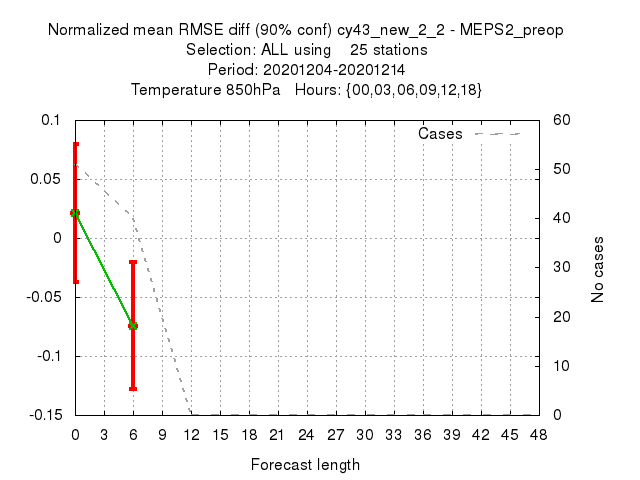 Normalized mean RMSE diff (90% conf) cy43_new_2_2 - MEPS2_preop
Selection: ALL using    25 stations
Period: 20201204-20201214
Temperature 850hPa   Hours: {00,03,06,09,12,18}
Cases
0.1
0.05
0
-0.05
-0.1
-0.15
60
50
40
30
20
10
0
No cases
0 3 6 9 12 15 18 21 24 27 30 33 36 39 42 45 48
Forecast length